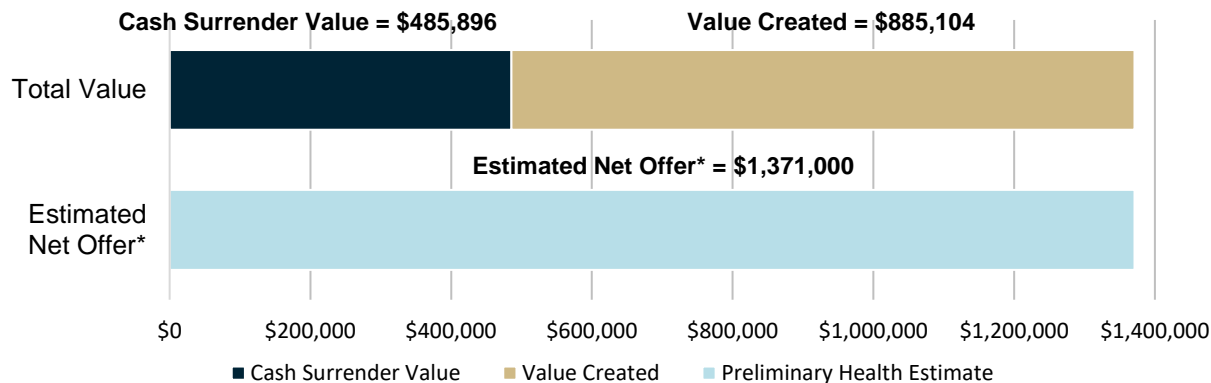 Cash Surrender Value = $485,896 Value Created = $885,104
Total Value
Estimated Net Offer* = $1,371,000
Estimated
Net Offer*
$0 $200,000 $400,000 $600,000 $800,000 $1,000,000 $1,200,000 $1,400,000
Cash Surrender Value Value Created Preliminary Health Estimate